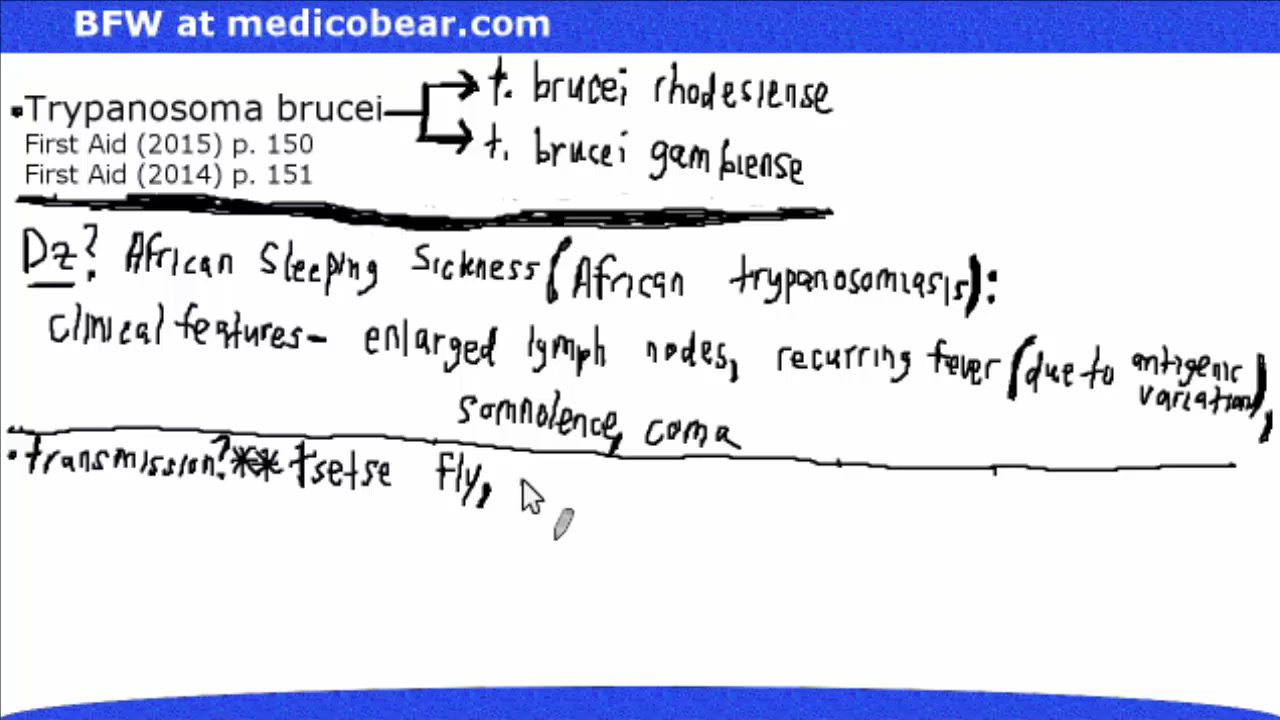 BFW at medicobear.com
•Trypanosoma brucei
t. brucei rhodesiense
t. brucei gambiense
First Aid (2015) p. 150
First Aid (2014) p. 151
Dz? African Sleeping Sickness (African trypanosomiasis):
clinical features- enlarged lymph nodes, recurring fever (due to antigenic variation),
somnolence, coma
•transmission?** tsetse fly,